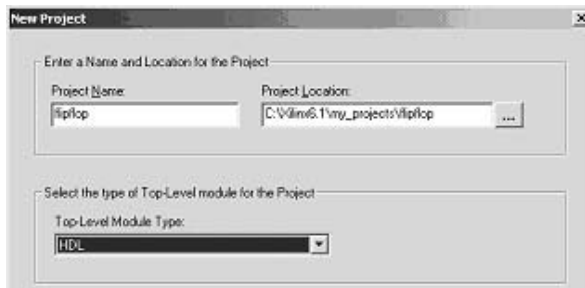 New Project
Enter a Name and Location for the Project
Project Name:
Project Location:
flipflop
C:\Xilinx6.1\my_projects\flipflop
...
Select the type of Top-Level module for the Project
Top-Level Module Type:
HDL